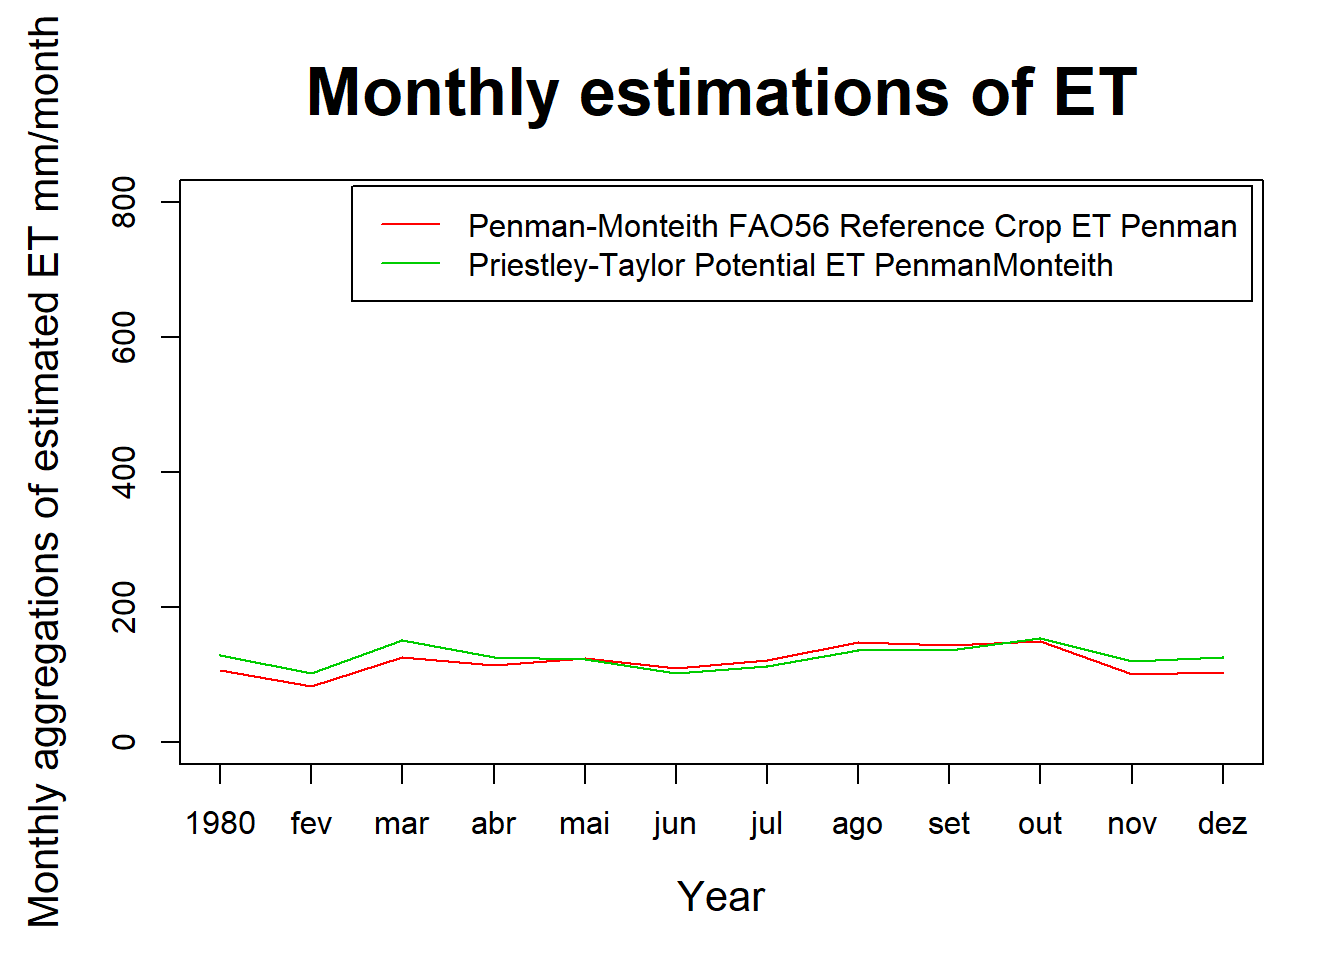 Monthly estimations of ET
Monthly aggregations of estimated ET mm/month
800
600
400
200
0
Penman-Monteith FAO56 Reference Crop ET Penman
Priestley-Taylor Potential ET PenmanMonteith
1980 fev mar abr mai jun jul ago set out nov dez
Year